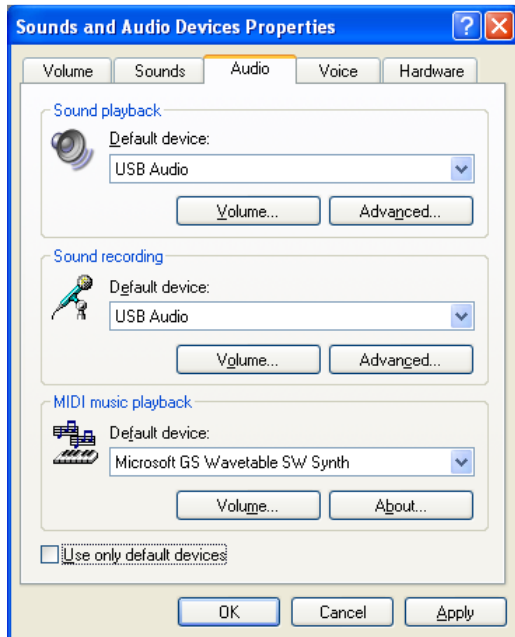 Sounds and Audio Devices Properties
?
Volume Sounds Audio Voice Hardware
Sound playback
Default device:
USB Audio
Volume... Advanced...
Sound recording
Default device:
USB Audio
Volume... Advanced...
MIDI music playback
Default device:
Microsoft GS Wavetable SW Synth
Volume... About...
Use only default devices
OK Cancel Apply